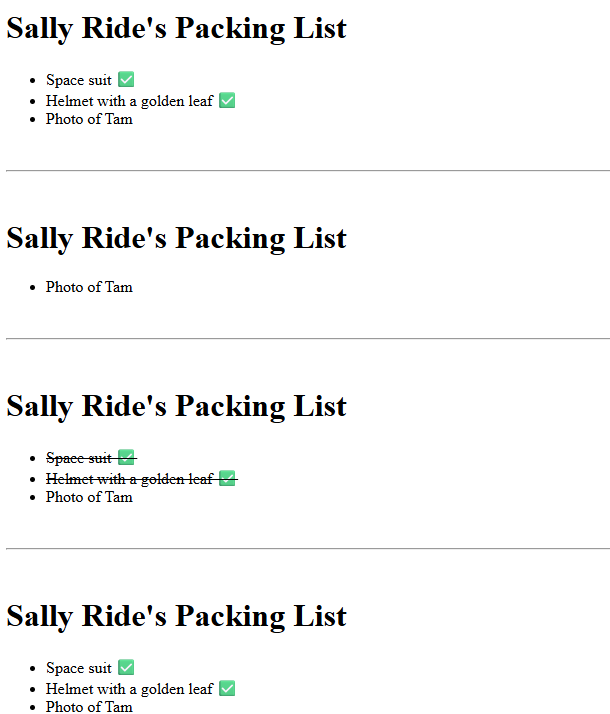 Sally Ride's Packing List
Space suit ✅
Helmet with a golden leaf ✅
Photo of Tam
Sally Ride's Packing List
Photo of Tam
Sally Ride's Packing List
Space suit ✅
Helmet with a golden leaf ✅
Photo of Tam
Sally Ride's Packing List
Space suit ✅
Helmet with a golden leaf ✅
Photo of Tam